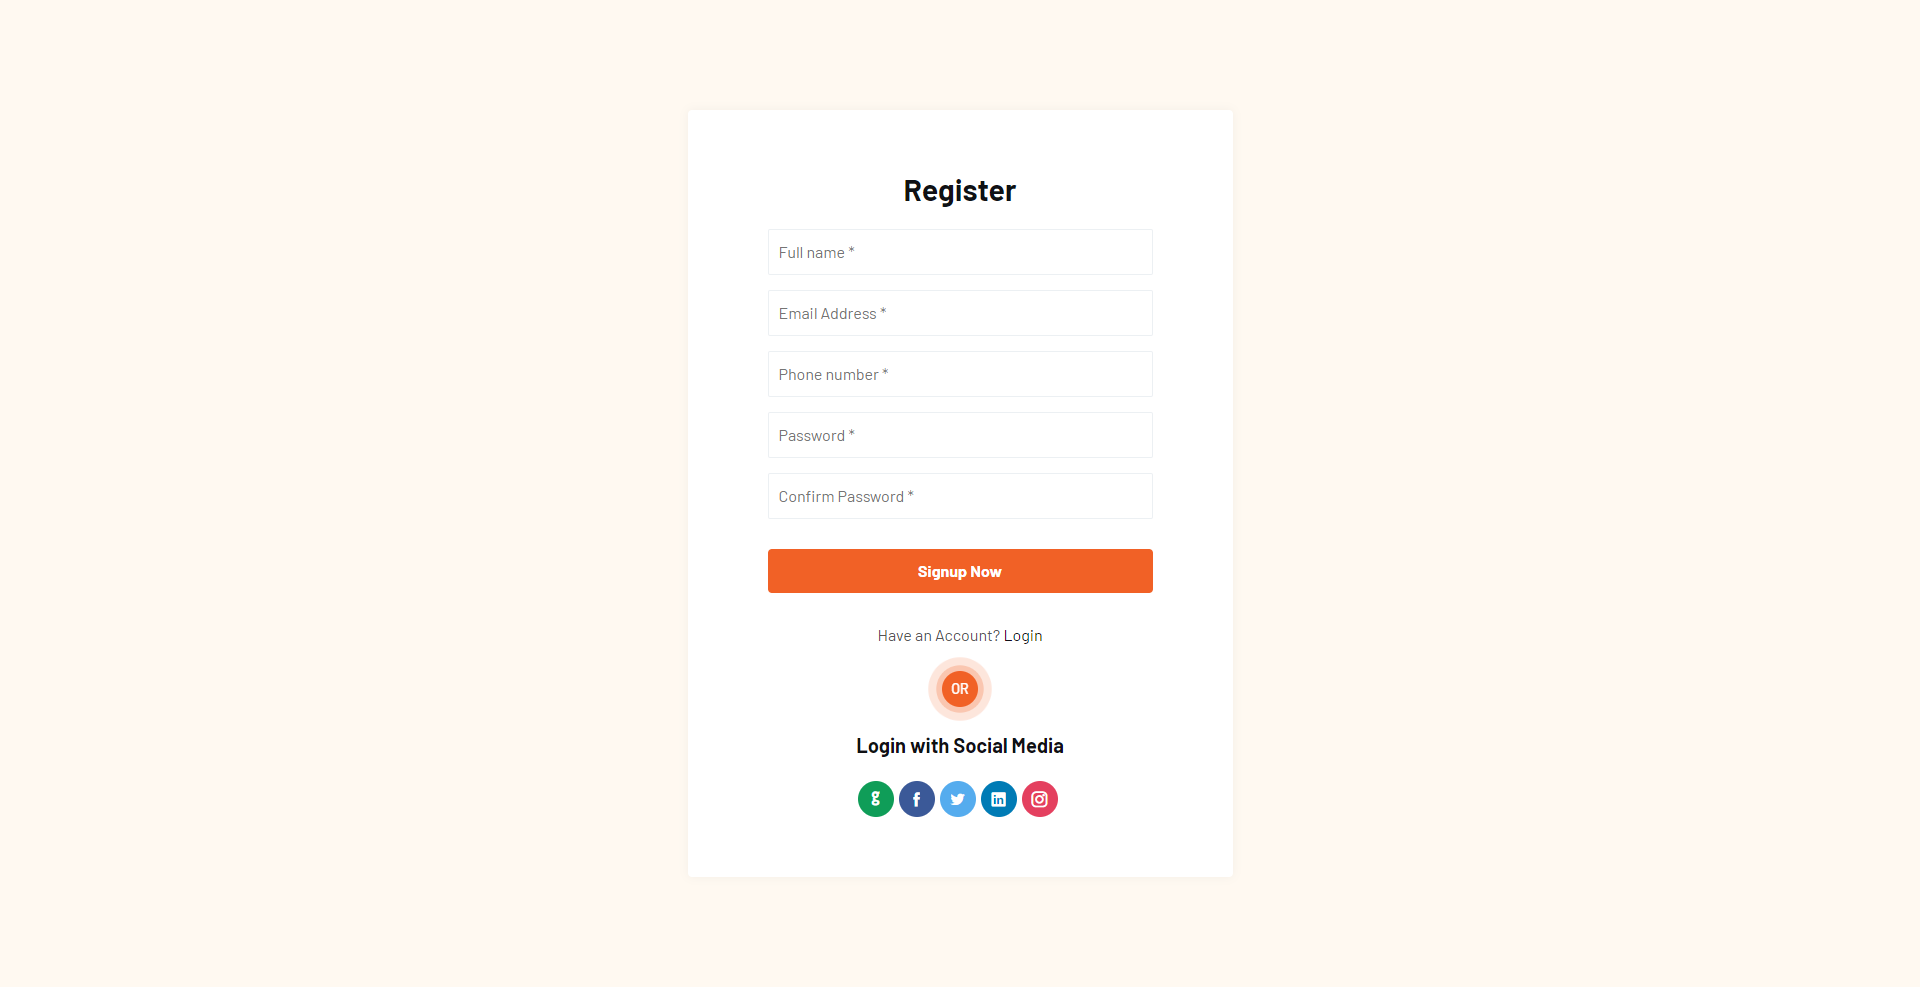 Register
Full name *
Email Address *
Phone number *
Password *
Confirm Password *
Signup Now
Have an Account? Login
OR
Login with Social Media